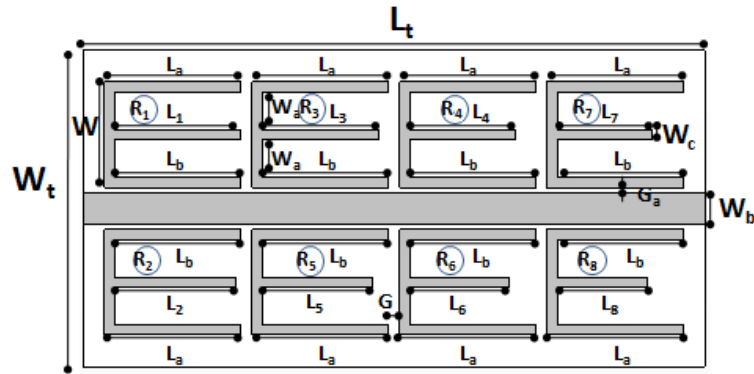 Lt
La La La La
R1 L1 Wa R3 L3 R4 L4 R7 L7
W Wc
Wt
Wa
Lb Lb Lb Lb
Ga
Wb
Lb Lb Lb Lb
R2 R5 R6 R8
G
L2 L5 L6 L8
La La La La